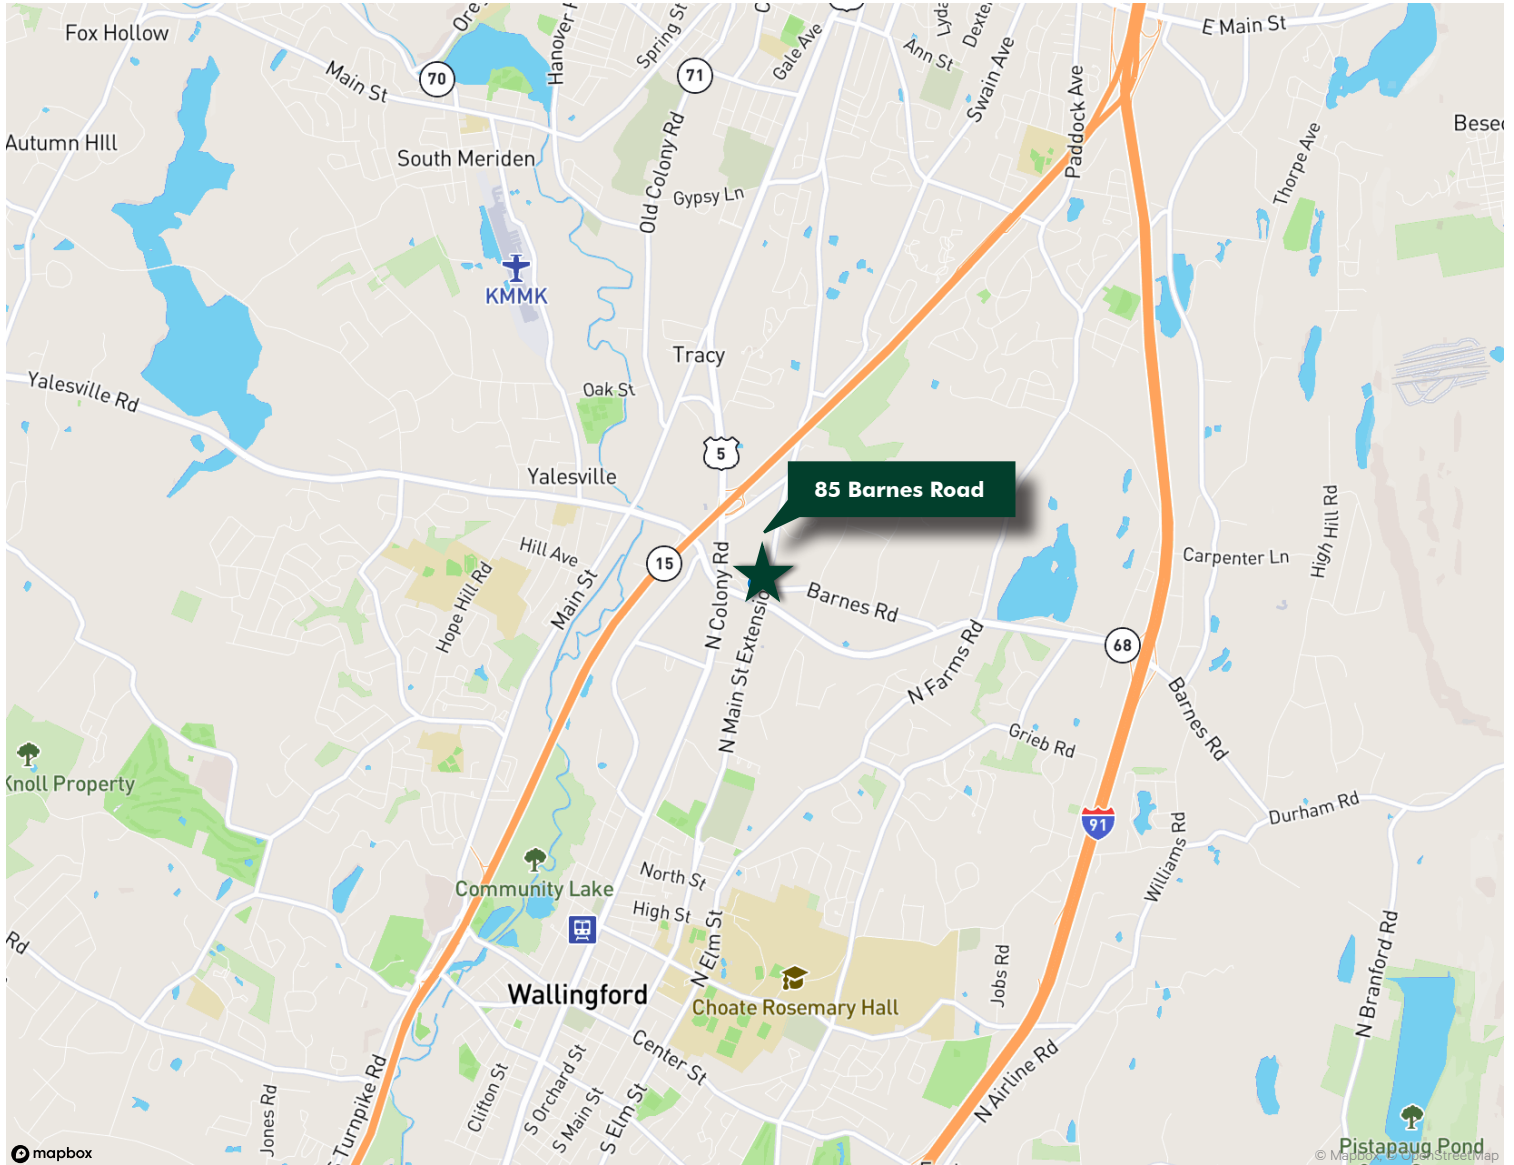 Fox Hollow
Hanover
70
Spring St
71
Gale Ave
Ann St
Swain Ave
E Main St
Main St
Old Colony Rd
Paddock Ave
Thorpe Ave
Autumn HIll
South Meriden
Gypsy Ln
KMMK
Tracy
Yalesville Rd
Oak St
5
Yalesville
85 Barnes Road
Hill Ave
15
Hope Hill Rd
Main St
N Colony Rd
N Main St Extensio
Barnes Rd
Carpenter Ln
High Hill Rd
68
N Farms Rd
Barnes Rd
Grieb Rd
Knoll Property
91
Durham Rd
Williams Rd
Community Lake
North St
High St
N Elm St
Rd
Wallingford
Choate Rosemary Hall
Jobs Rd
N Branford Rd
Center St
N Airline Rd
S Turnpike Rd
Jones Rd
Clifton St
S Orchard St
S Main St
S Elm St
Pistapaug Pond
mapbox
© Mapbox, © OpenStreetMap